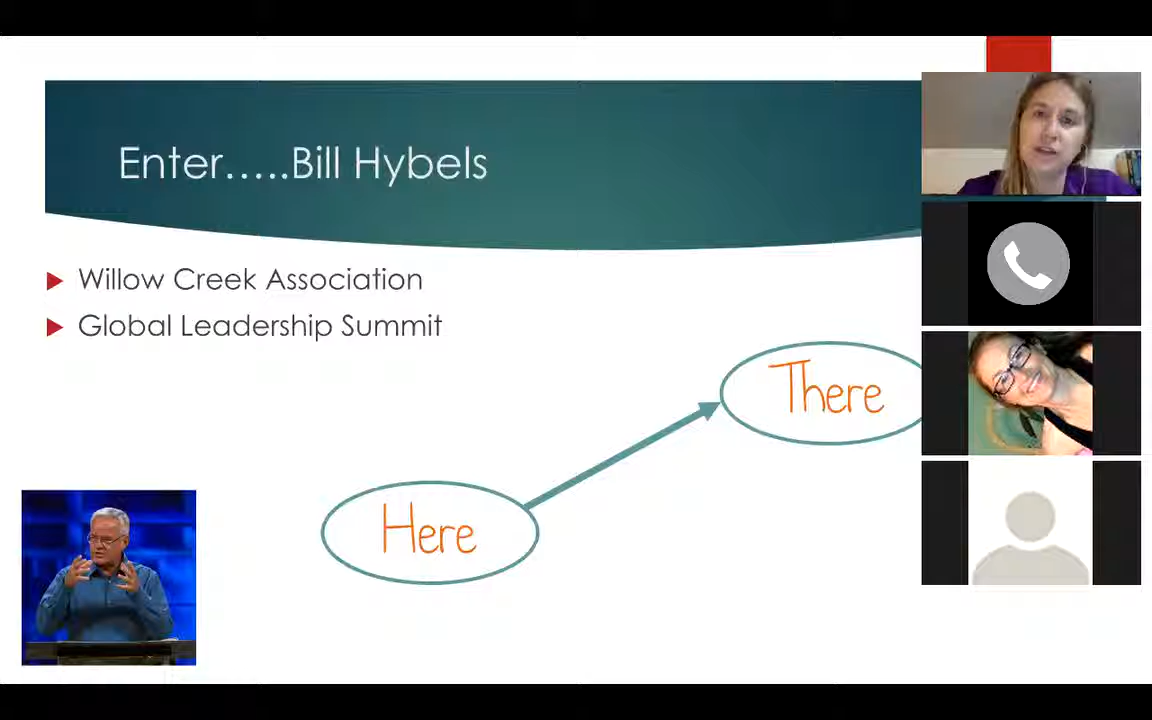 Enter…..Bill Hybels
Willow Creek Association
Global Leadership Summit
There
Here